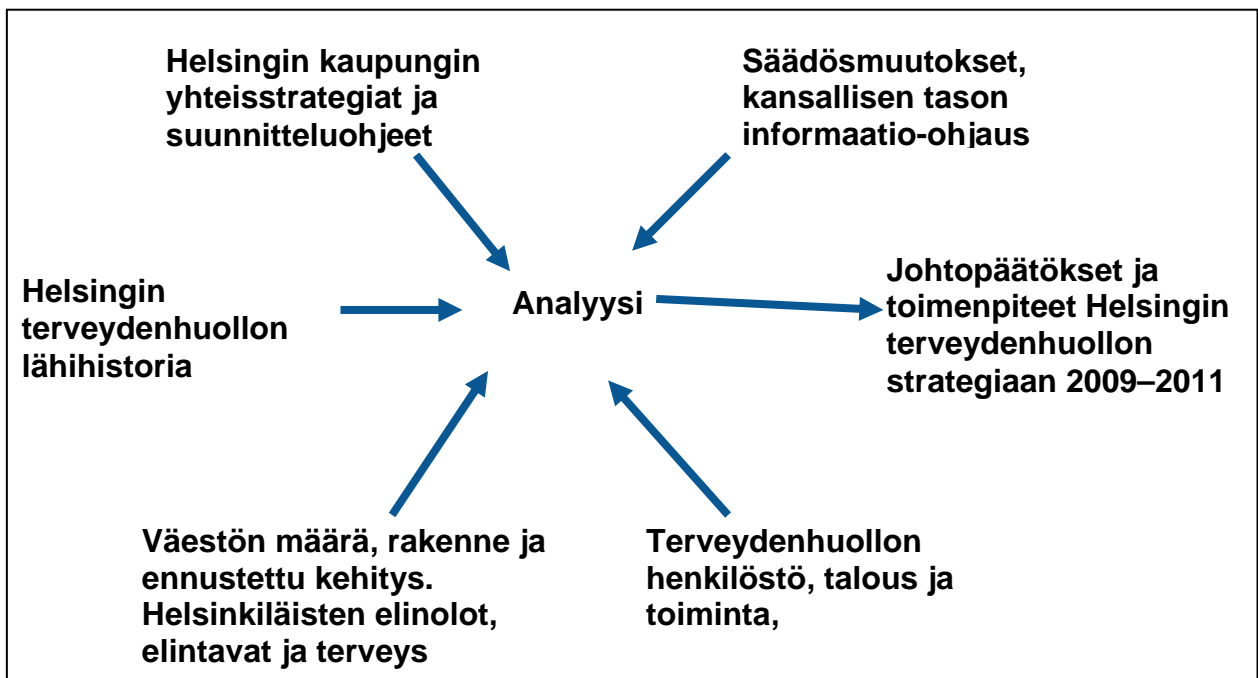 Helsingin kaupungin
yhteisstrategiat ja
suunnitteluohjeet
Säädösmuutokset,
kansallisen tason
informaatio-ohjaus
Helsingin
terveydenhuollon
lähihistoria
Analyysi
Johtopäätökset ja
toimenpiteet Helsingin
terveydenhuollon
strategiaan 2009–2011
Väestön määrä, rakenne ja
ennustettu kehitys.
Helsinkiläisten elinolot,
elintavat ja terveys
Terveydenhuollon
henkilöstö, talous ja
toiminta,